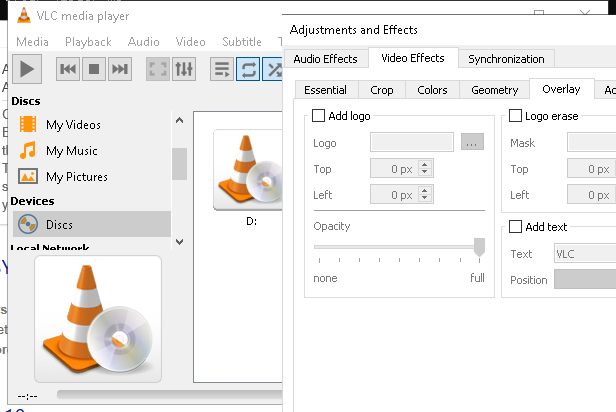 VLC media player
Media Playback Audio Video Subtitle
Discs
My Videos
My Music
My Pictures
Devices
Discs
Local Network
D:
--:--
Adjustments and Effects
Audio Effects Video Effects Synchronization
Essential Crop Colors Geometry Overlay
Add logo
Logo ...
Top 0 px
Left 0 px
Opacity
none full
Logo erase
Mask
Top 0 px
Left 0 px
Add text
Text VLC
Position